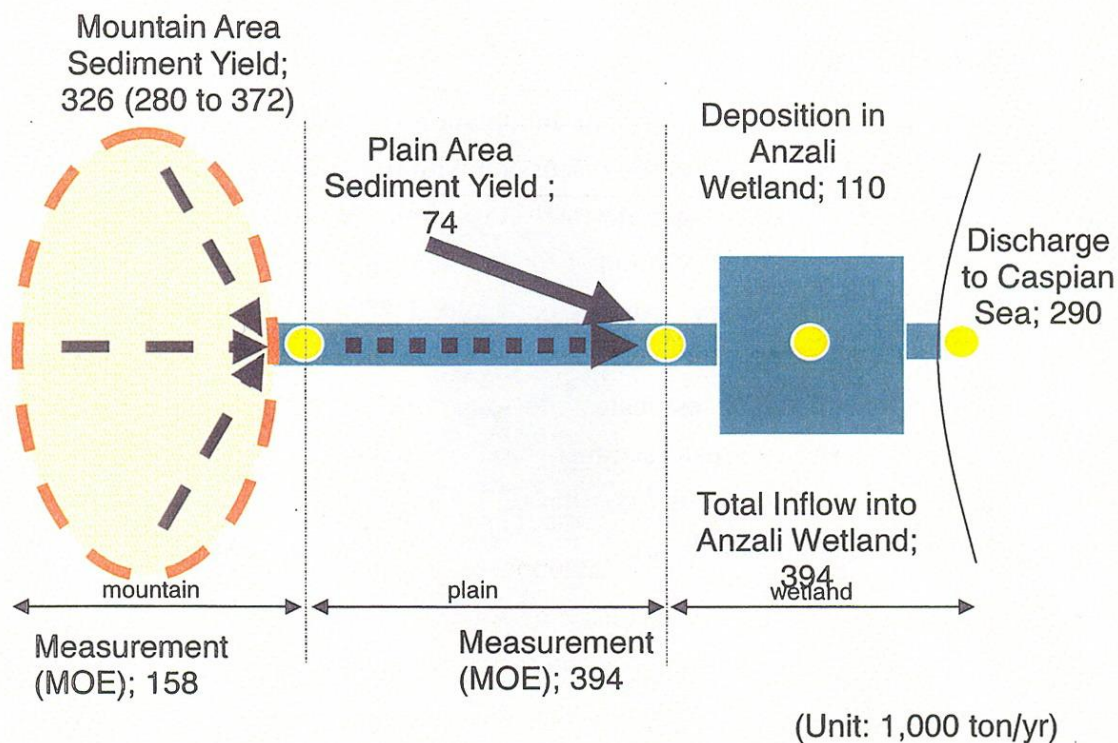 Mountain Area
Sediment Yield;
326 (280 to 372)
Plain Area
Sediment Yield ;
74
Deposition in
Anzali
Wetland; 110
Discharge
to Caspian
Sea; 290
Total Inflow into
Anzali Wetland;
394
mountain
plain
wetland
Measurement
(MOE); 158
Measurement
(MOE); 394
(Unit: 1,000 ton/yr)